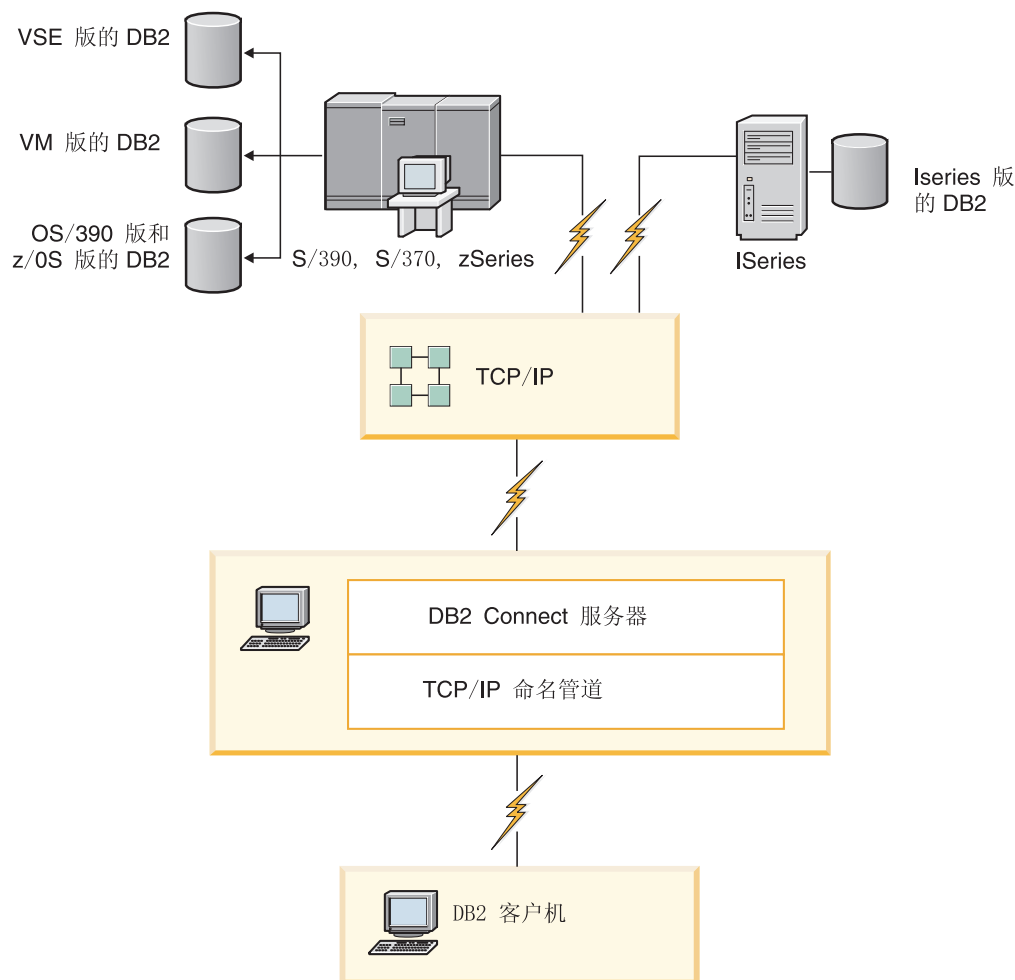 VSE 版的 DB2
VM 版的 DB2
OS/390 版和
z/0S 版的 DB2
S/390, S/370, zSeries
ISeries
Iseries 版
的 DB2
TCP/IP
DB2 Connect 服务器
TCP/IP 命名管道
DB2 客户机